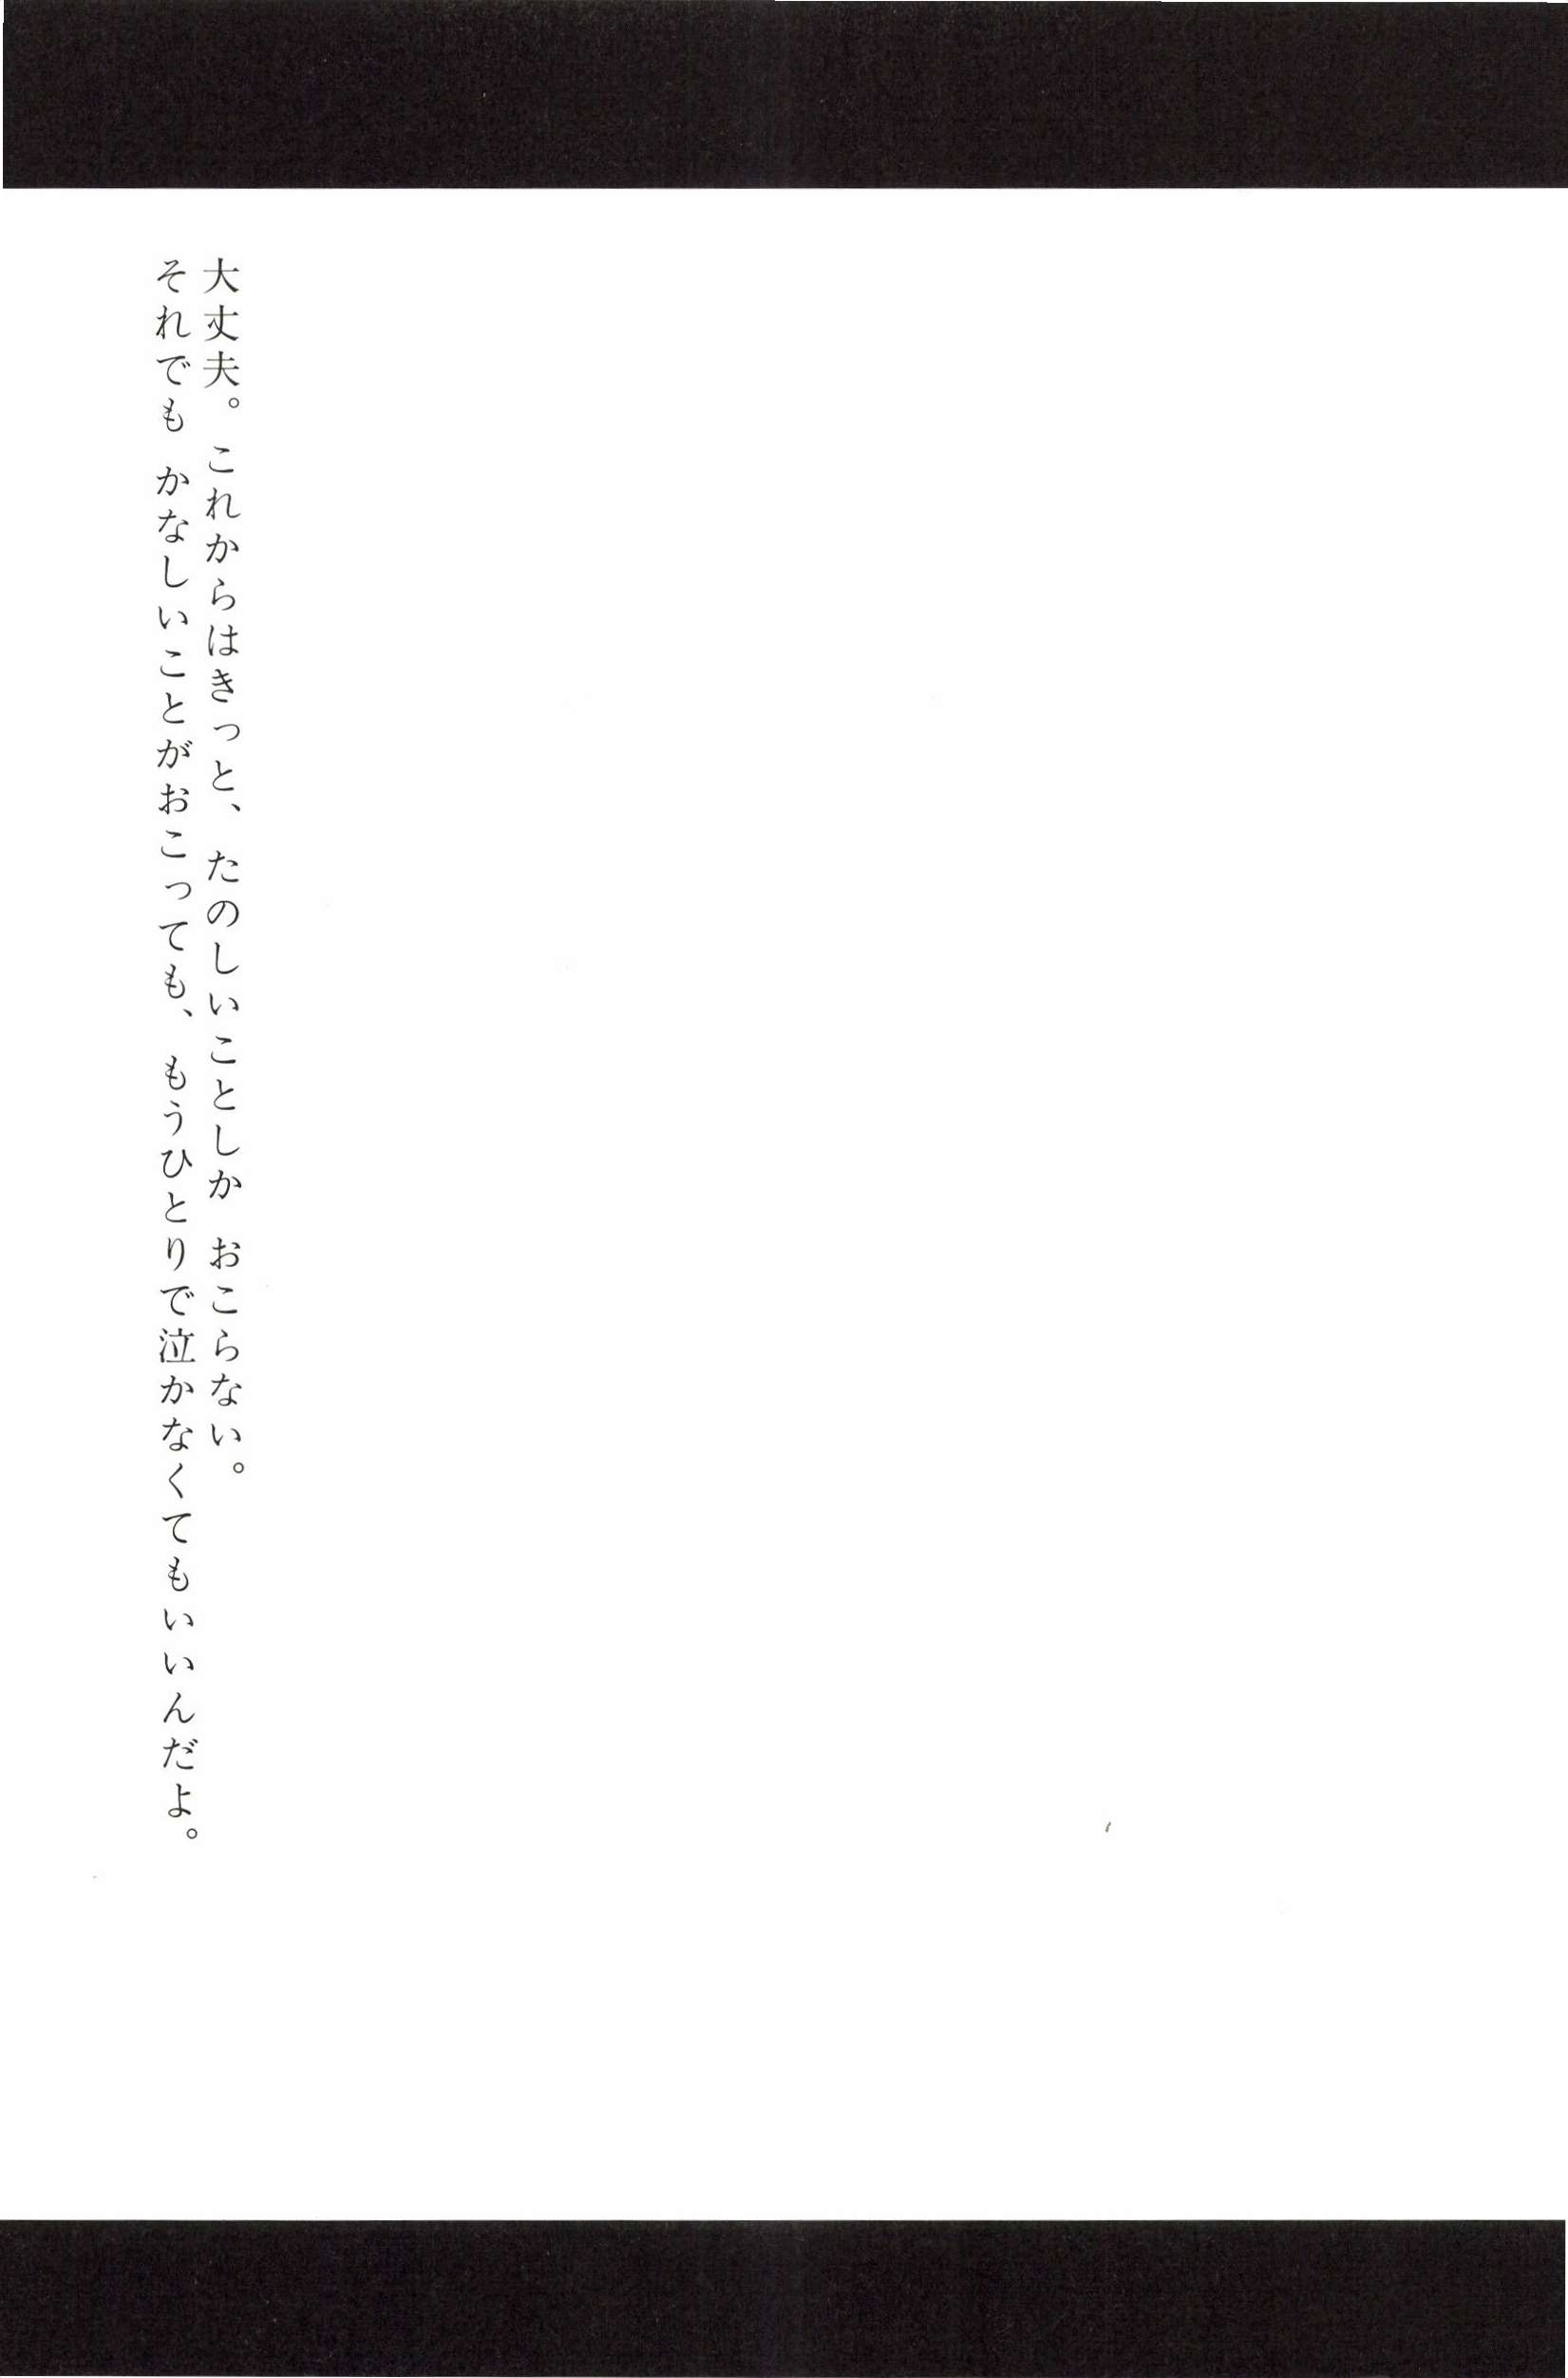 大丈夫。これからはきっと、たのしいことしか おこらない。
それでも かなしいことがおこっても、もうひとりで泣かなくてもいいんだよ。